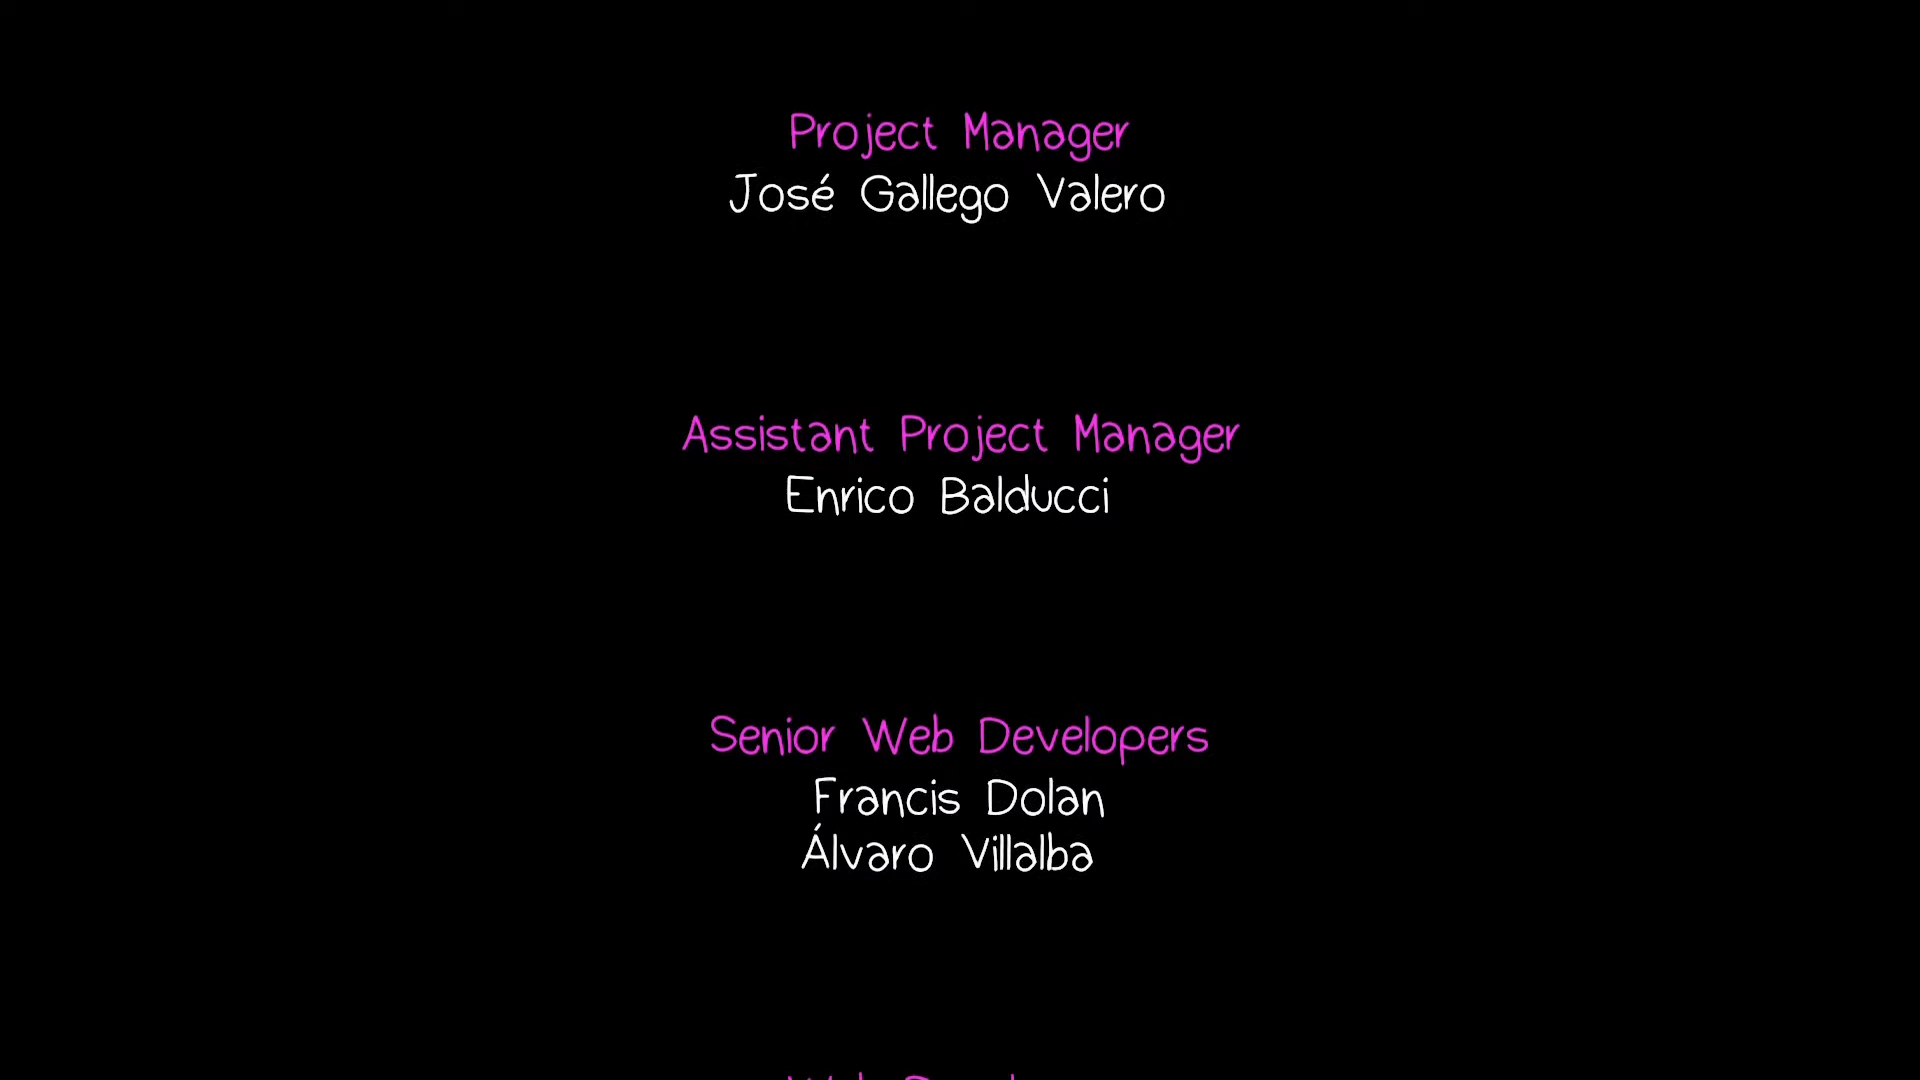 Project Manager
José Gallego Valero
Assistant Project Manager
Enrico Balducci
Senior Web Developers
Francis Dolan
Álvaro Villalba